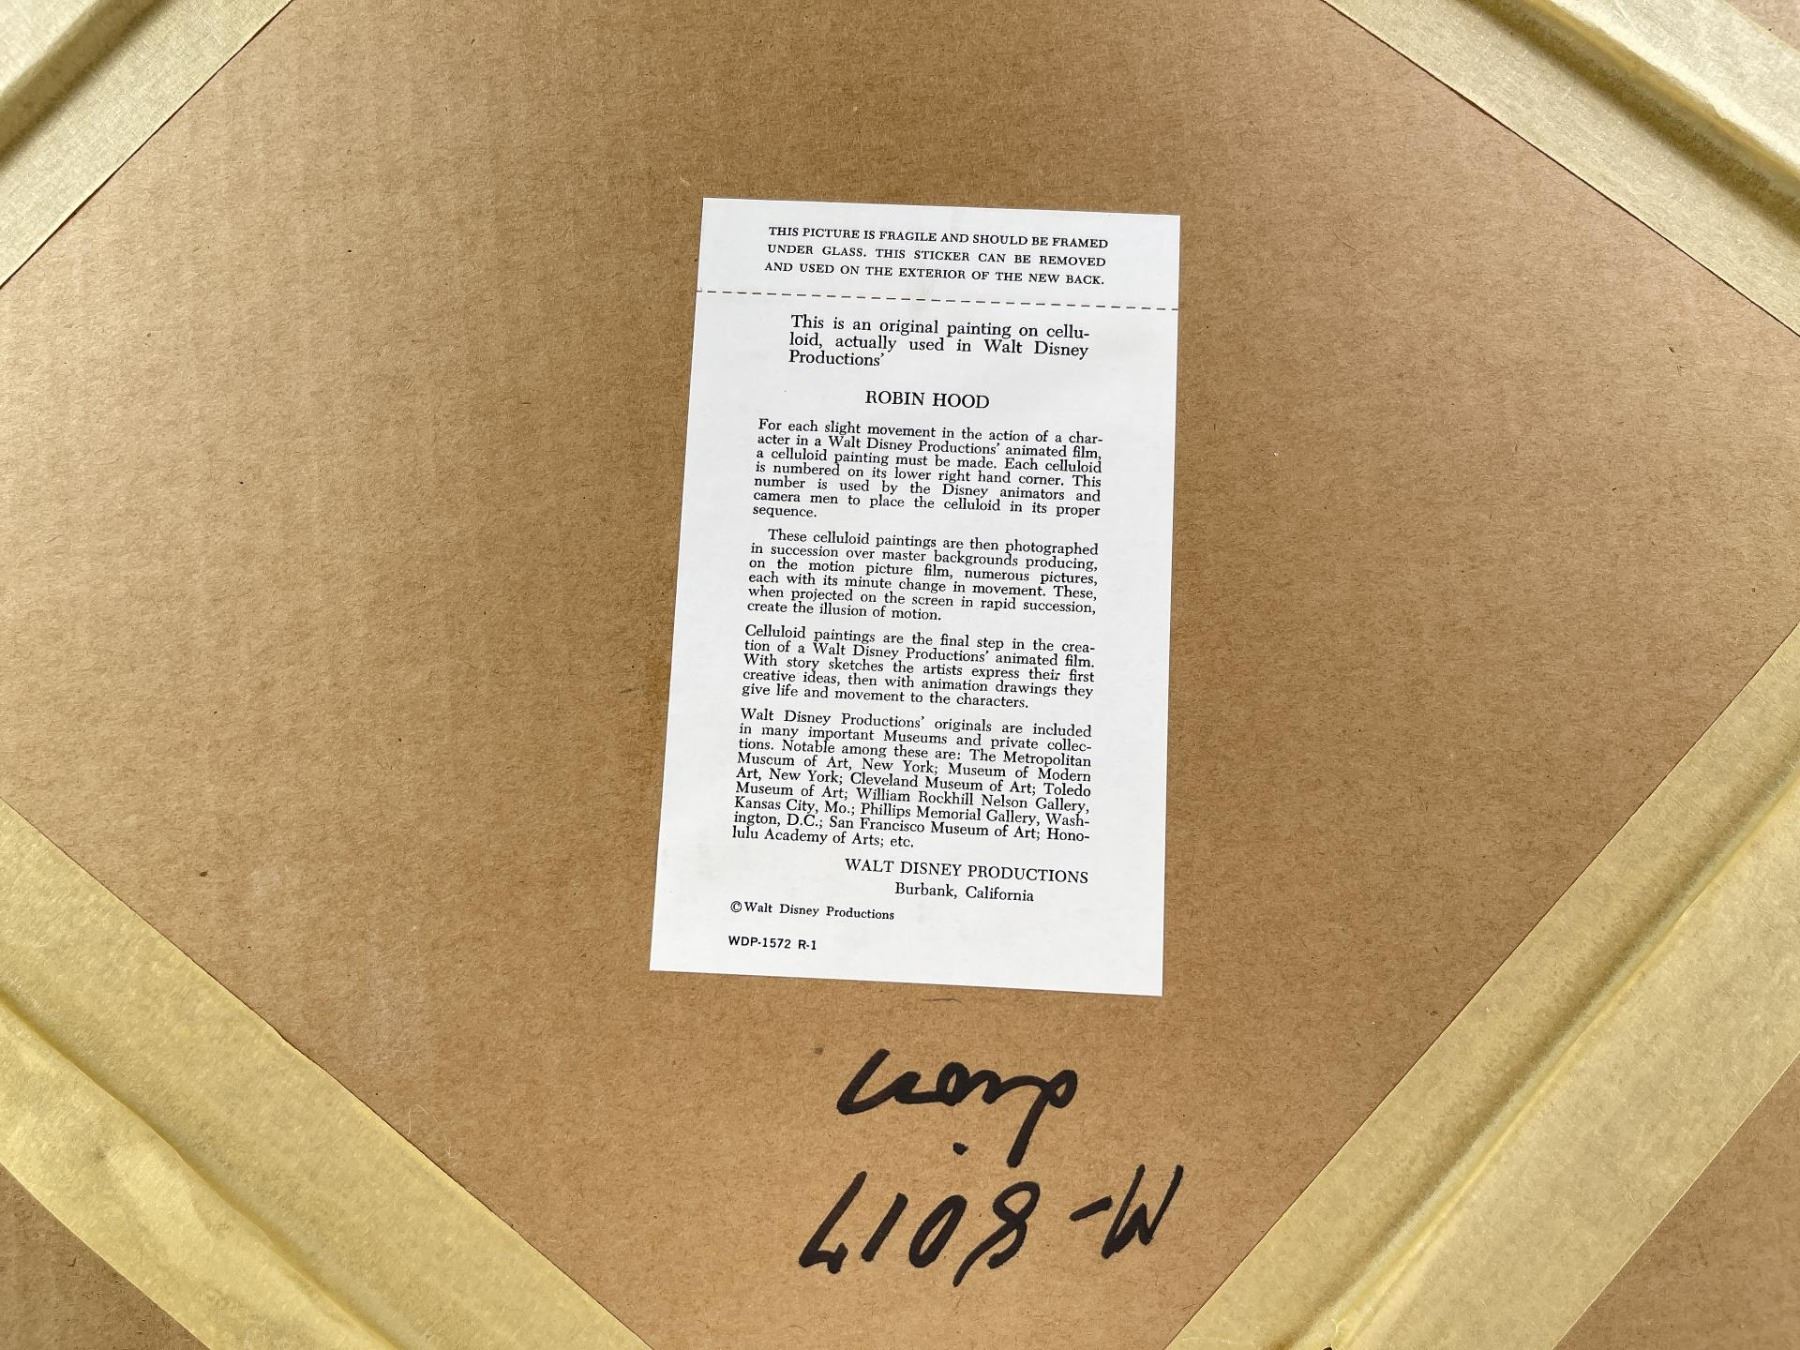 THIS PICTURE IS FRAGILE AND SHOULD BE FRAMED
UNDER GLASS. THIS STICKER CAN BE REMOVED
AND USED ON THE EXTERIOR OF THE NEW BACK.
This is an original painting on cellu-
loid, actually used in Walt Disney
Productions'
ROBIN HOOD
For each slight movement in the action of a char-
acter in a Walt Disney Productions' animated film,
a celluloid painting must be made. Each celluloid
is numbered on its lower right hand corner. This
number is used by the Disney animators and
camera men to place the celluloid in its proper
sequence.
These celluloid paintings are then photographed
in succession over master backgrounds producing,
on the motion picture film, numerous pictures,
each with its minute change in movement. These,
when projected on the screen in rapid succession,
create the illusion of motion.
Celluloid paintings are the final step in the crea-
tion of a Walt Disney Productions' animated film.
With story sketches the artists express their first
creative ideas, then with animation drawings they
give life and movement to the characters.
Walt Disney Productions' originals are included
in many important Museums and private collec-
tions. Notable among these are: The Metropolitan
Museum of Art, New York; Museum of Modern
Art, New York; Cleveland Museum of Art; Toledo
Museum of Art; William Rockhill Nelson Gallery,
Kansas City, Mo.; Phillips Memorial Gallery, Wash-
ington, D.C.; San Francisco Museum of Art; Hono-
lulu Academy of Arts; etc.
WALT DISNEY PRODUCTIONS
Burbank, California
©Walt Disney Productions
WDP-1572 R-1